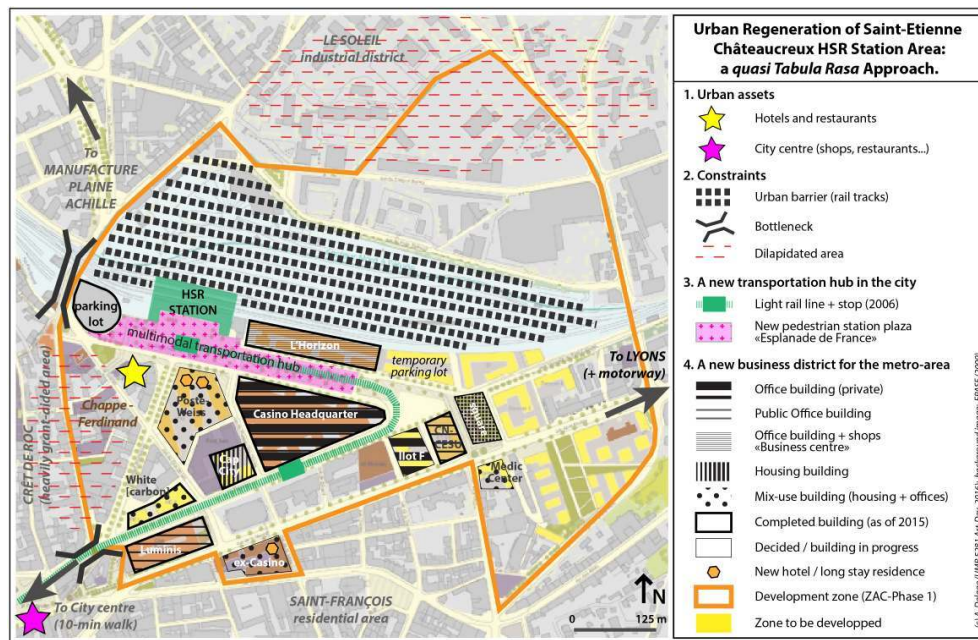 LE SOLEIL
industrial district
To
MANUFACTURE
PLAINE
ACHILLE
parking
lot
HSR
STATION
multimodal transportation hub
L'Horizon
temporary
parking lot
To LYONS
(+ motorway)
CRÊT DE ROC
(heavily grant-aided area)
Chappe-
Ferdinand
Poste-
Weiss
Casino Headquarter
CN-
CESU
Ilot F
Cap
City
Medic
Center
White
[carbon]
Luminis
ex-Casino
To City centre
(10-min walk)
SAINT-FRANÇOIS
residential area
N
0 125 m
Urban Regeneration of Saint-Etienne
Châteaucreux HSR Station Area:
a quasi Tabula Rasa Approach.
1. Urban assets
Hotels and restaurants
City centre (shops, restaurants...)
2. Constraints
Urban barrier (rail tracks)
Bottleneck
Dilapidated area
3. A new transportation hub in the city
Light rail line + stop (2006)
New pedestrian station plaza
«Esplanade de France»
4. A new business district for the metro-area
Office building (private)
Public Office building
Office building + shops
«Business centre»
Housing building
Mix-use building (housing + offices)
Completed building (as of 2015)
Decided / building in progress
New hotel / long stay residence
Development zone (ZAC-Phase 1)
Zone to be developped